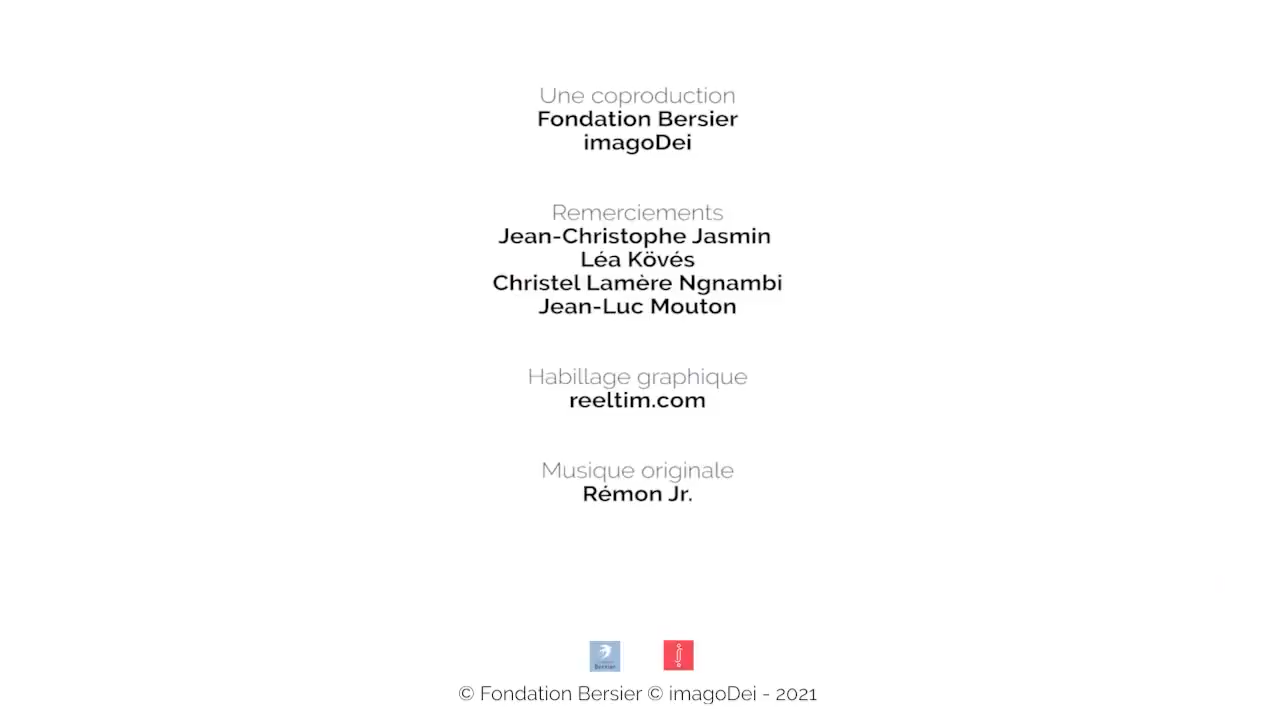 Une coproduction
Fondation Bersier
imagoDei
Remerciements
Jean-Christophe Jasmin
Léa Kövés
Christel Lamère Ngnambi
Jean-Luc Mouton
Habillage graphique
reeltim.com
Musique originale
Rémon Jr.
Bersier
© Fondation Bersier © imagoDei - 2021